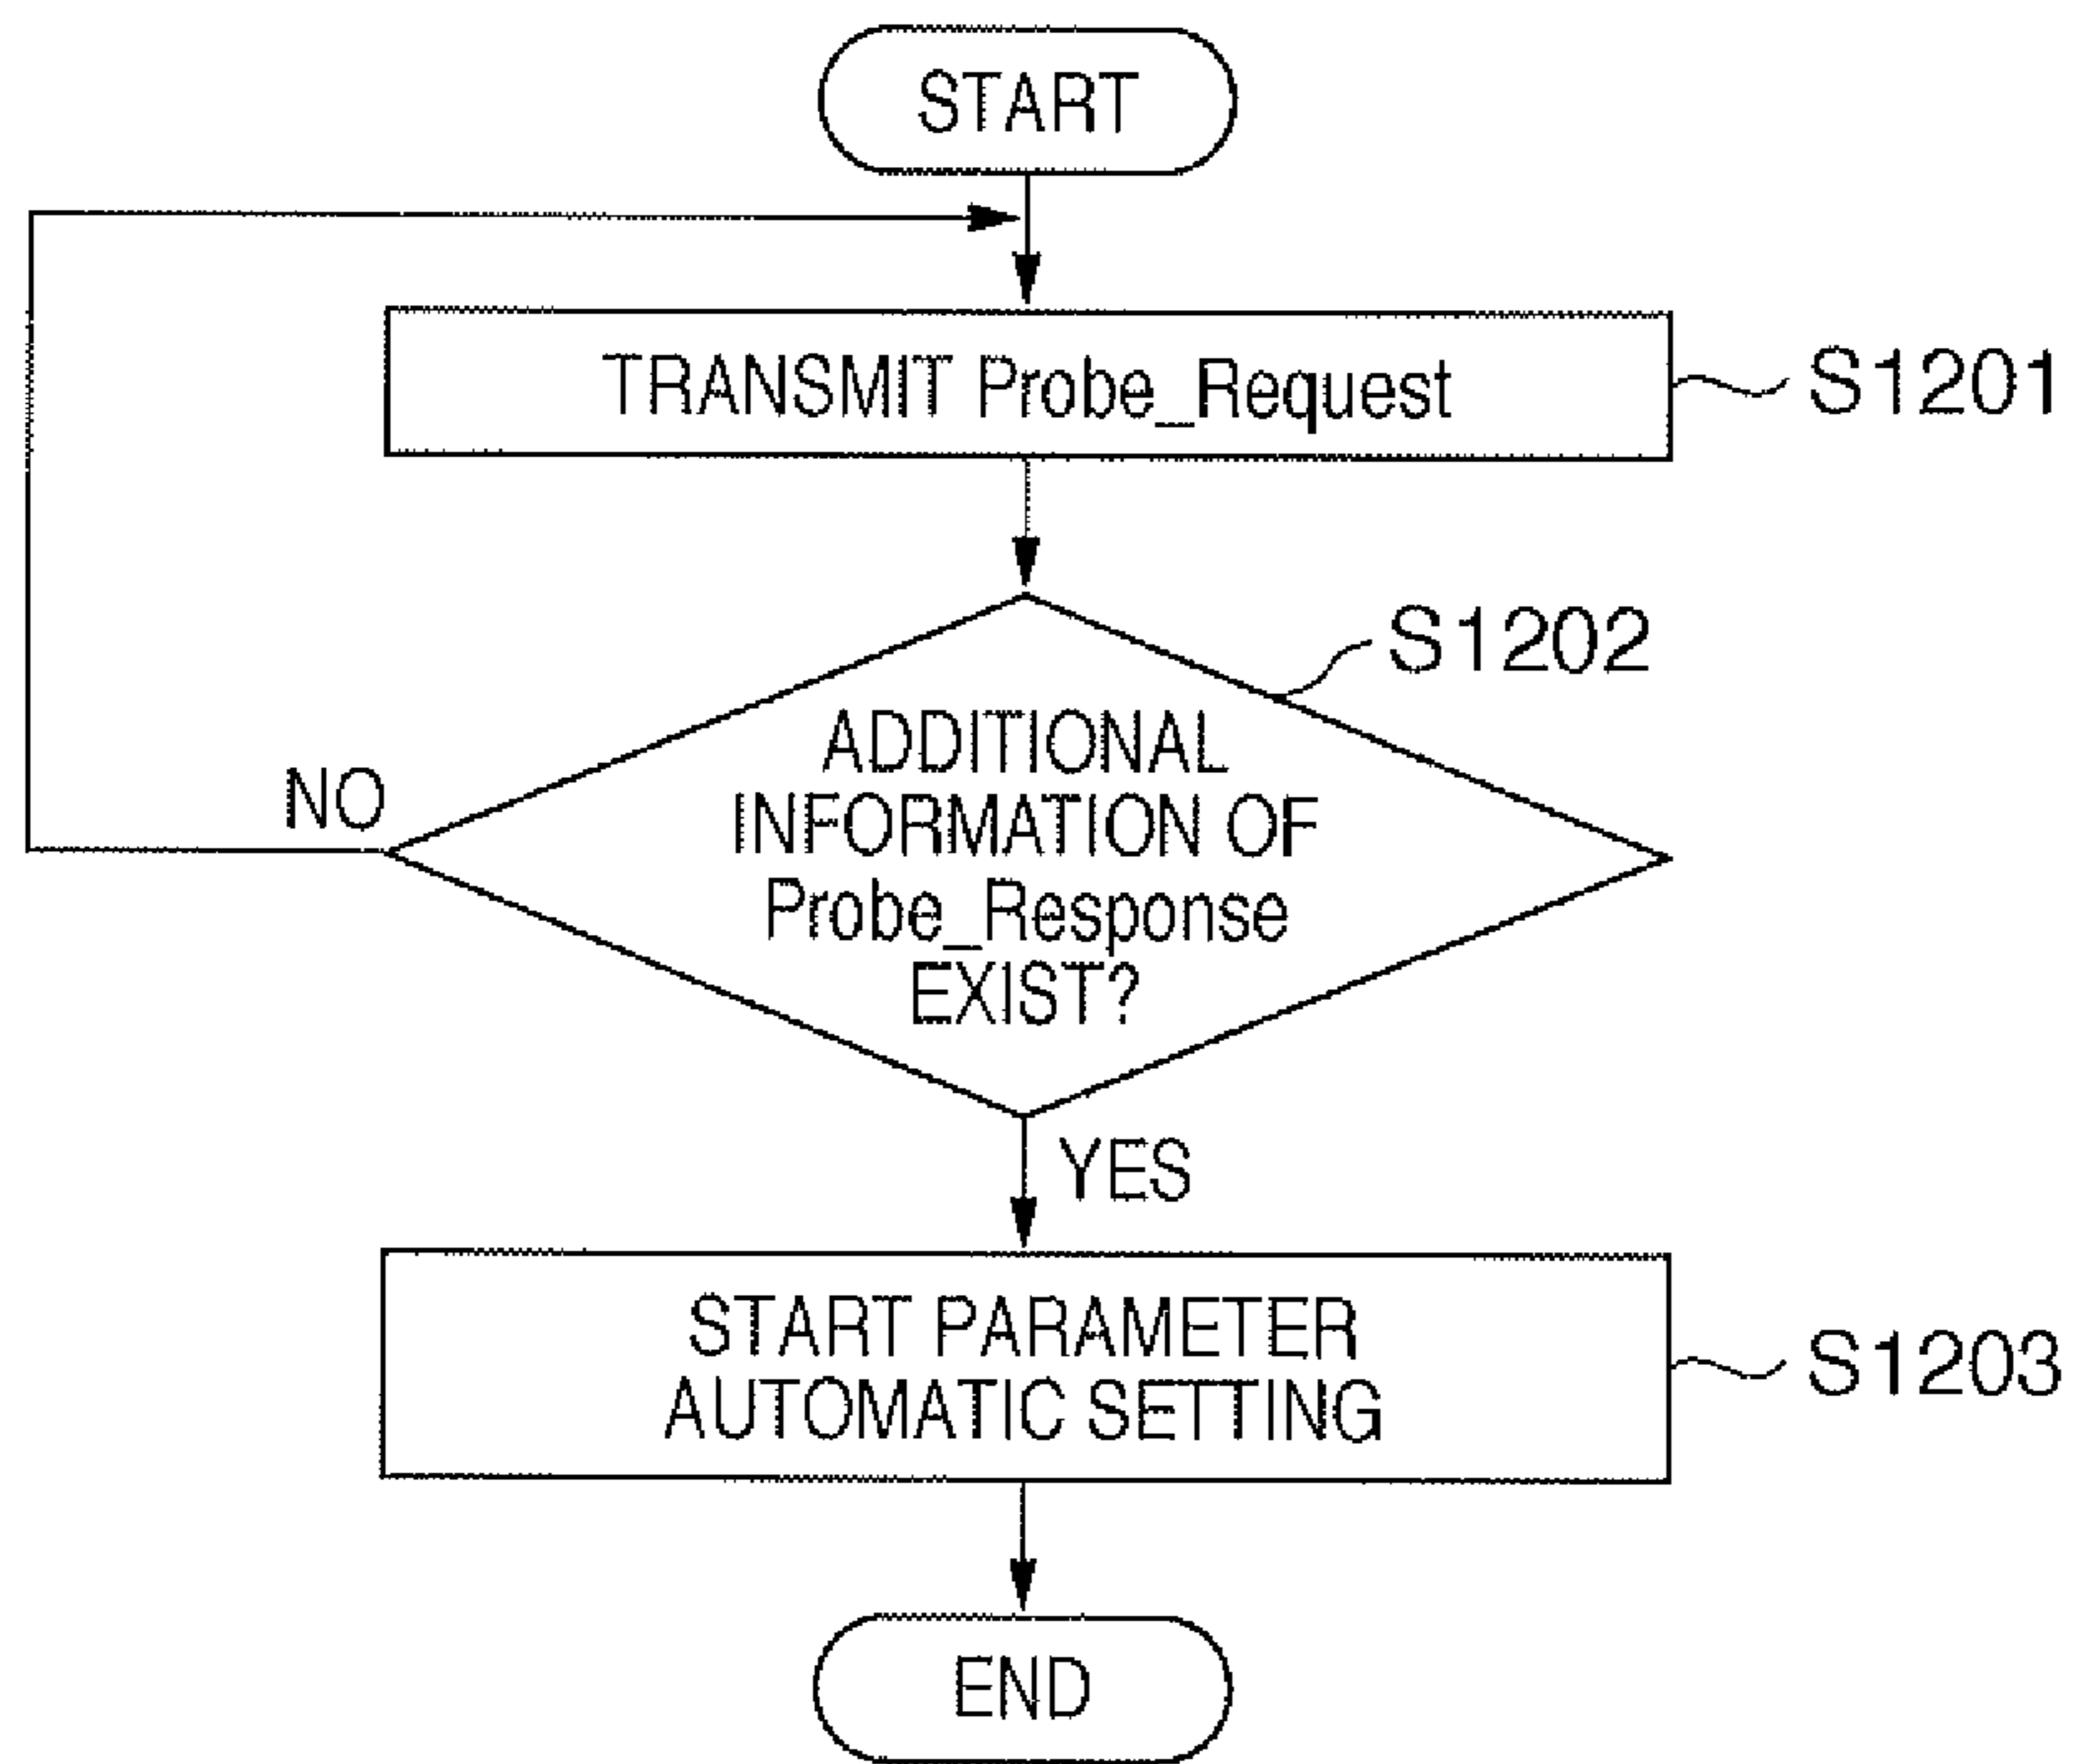 START
TRANSMIT Probe_Request
S1201
S1202
ADDITIONAL
INFORMATION OF
Probe_Response
EXIST?
NO
YES
START PARAMETER
AUTOMATIC SETTING
S1203
END